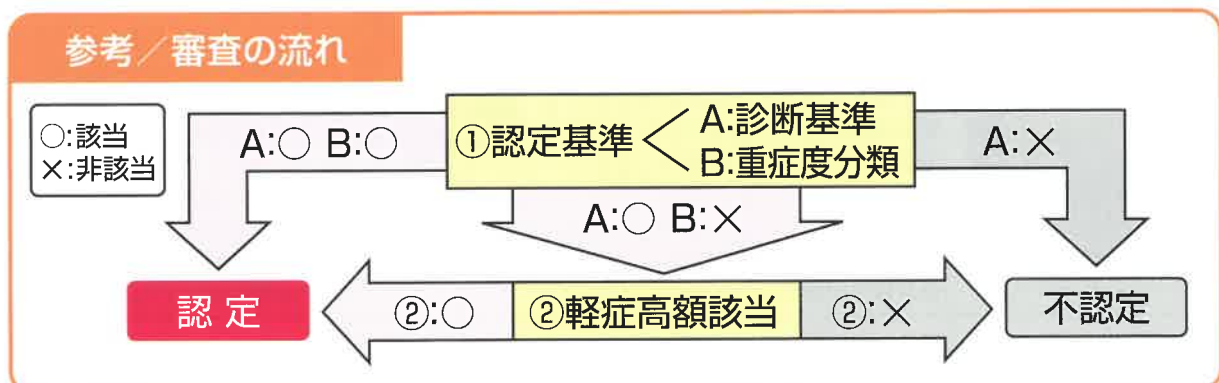 参考／審査の流れ
○:該当
×:非該当
A:○ B:○
①認定基準
A:診断基準
B:重症度分類
A:×
A:○ B:×
認定
②:○
②軽症高額該当
②:×
不認定